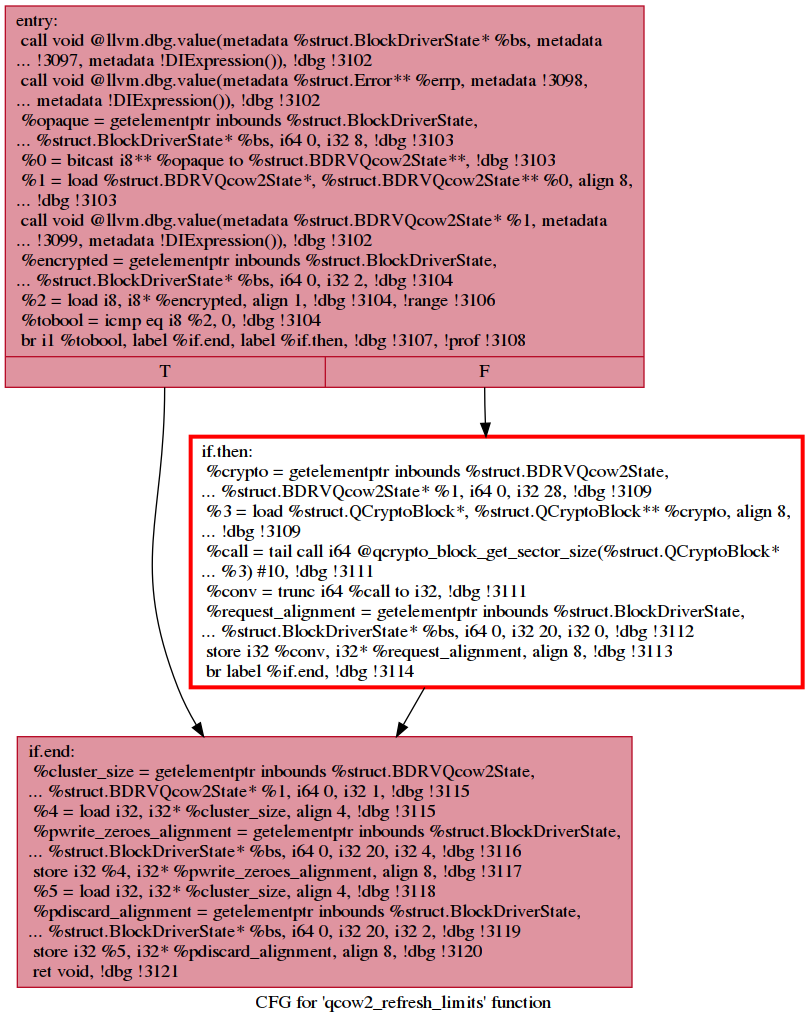 entry:
call void @llvm.dbg.value(metadata %struct.BlockDriverState* %bs, metadata
... !3097, metadata !DIExpression()), !dbg !3102
call void @llvm.dbg.value(metadata %struct.Error** %errp, metadata !3098,
... metadata !DIExpression()), !dbg !3102
%opaque = getelementptr inbounds %struct.BlockDriverState,
... %struct.BlockDriverState* %bs, i64 0, i32 8, !dbg !3103
%0 = bitcast i8** %opaque to %struct.BDRVQcow2State**, !dbg !3103
%1 = load %struct.BDRVQcow2State*, %struct.BDRVQcow2State** %0, align 8,
... !dbg !3103
call void @llvm.dbg.value(metadata %struct.BDRVQcow2State* %1, metadata
... !3099, metadata !DIExpression()), !dbg !3102
%encrypted = getelementptr inbounds %struct.BlockDriverState,
... %struct.BlockDriverState* %bs, i64 0, i32 2, !dbg !3104
%2 = load i8, i8* %encrypted, align 1, !dbg !3104, !range !3106
%tobool = icmp eq i8 %2, 0, !dbg !3104
br i1 %tobool, label %if.end, label %if.then, !dbg !3107, !prof !3108
T
F
if.then:
%crypto = getelementptr inbounds %struct.BDRVQcow2State,
... %struct.BDRVQcow2State* %1, i64 0, i32 28, !dbg !3109
%3 = load %struct.QCryptoBlock*, %struct.QCryptoBlock** %crypto, align 8,
... !dbg !3109
%call = tail call i64 @qcrypto_block_get_sector_size(%struct.QCryptoBlock*
... %3) #10, !dbg !3111
%conv = trunc i64 %call to i32, !dbg !3111
%request_alignment = getelementptr inbounds %struct.BlockDriverState,
... %struct.BlockDriverState* %bs, i64 0, i32 20, i32 0, !dbg !3112
store i32 %conv, i32* %request_alignment, align 8, !dbg !3113
br label %if.end, !dbg !3114
if.end:
%cluster_size = getelementptr inbounds %struct.BDRVQcow2State,
... %struct.BDRVQcow2State* %1, i64 0, i32 1, !dbg !3115
%4 = load i32, i32* %cluster_size, align 4, !dbg !3115
%pwrite_zeroes_alignment = getelementptr inbounds %struct.BlockDriverState,
... %struct.BlockDriverState* %bs, i64 0, i32 20, i32 4, !dbg !3116
store i32 %4, i32* %pwrite_zeroes_alignment, align 8, !dbg !3117
%5 = load i32, i32* %cluster_size, align 4, !dbg !3118
%pdiscard_alignment = getelementptr inbounds %struct.BlockDriverState,
... %struct.BlockDriverState* %bs, i64 0, i32 20, i32 2, !dbg !3119
store i32 %5, i32* %pdiscard_alignment, align 8, !dbg !3120
ret void, !dbg !3121
CFG for 'qcow2_refresh_limits' function